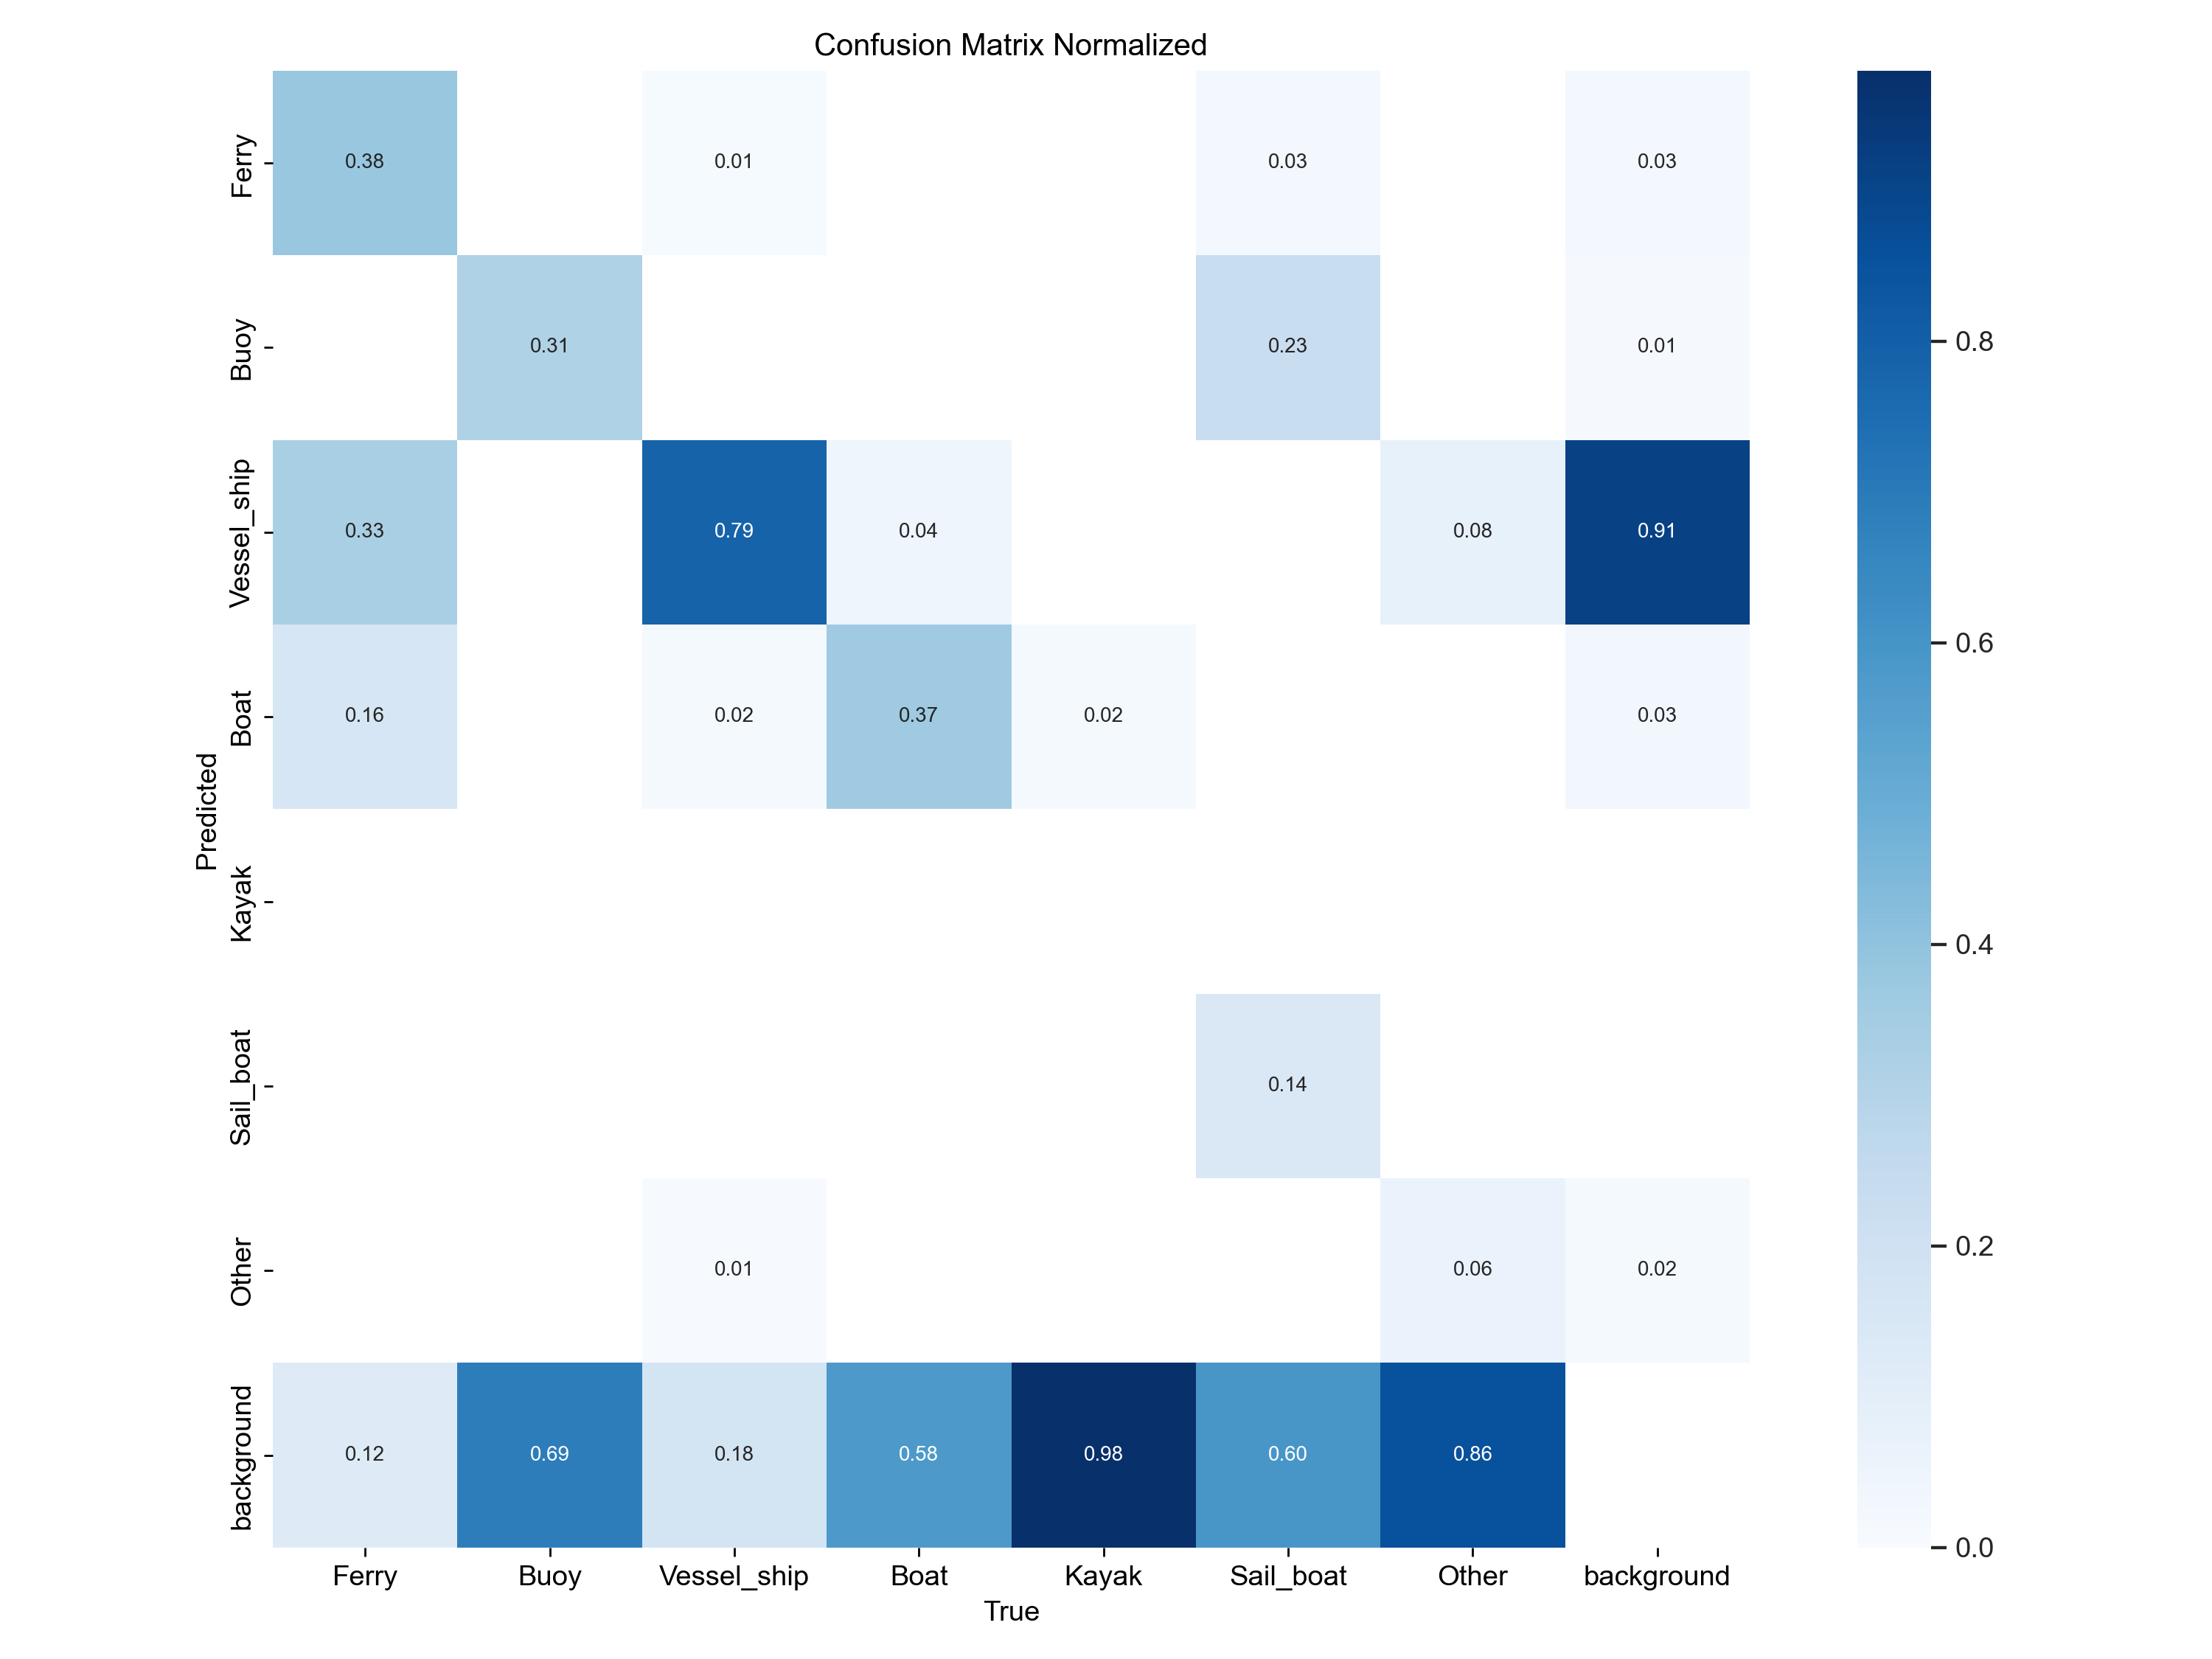 Confusion Matrix Normalized
Ferry
0.38
0.01
0.03
0.03
Buoy
0.31
0.23
0.01
0.8
Vessel_ship
0.33
0.79
0.04
0.08
0.91
0.6
Boat
0.16
0.02
0.37
0.02
0.03
Predicted
Kayak
0.4
Sail_boat
0.14
Other
0.01
0.06
0.02
0.2
background
0.12
0.69
0.18
0.58
0.98
0.60
0.86
0.0
Ferry
Buoy
Vessel_ship
Boat
Kayak
Sail_boat
Other
background
True